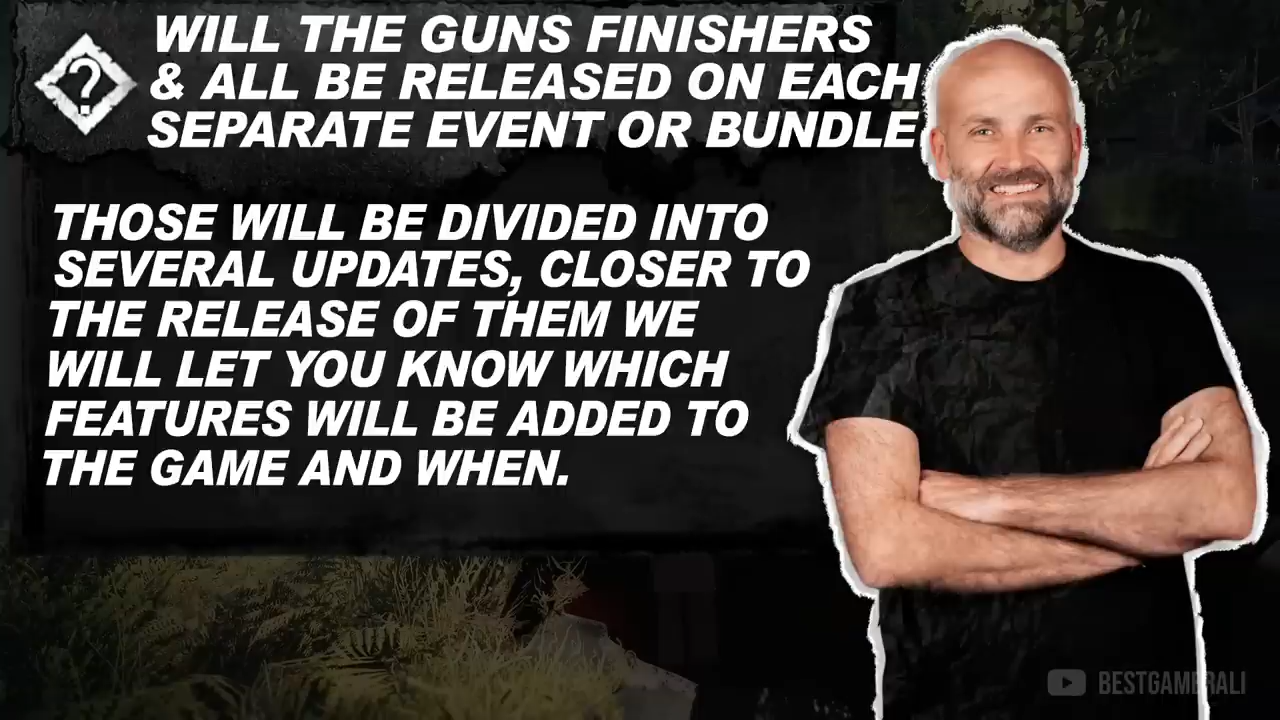 WILL THE GUNS FINISHERS
& ALL BE RELEASED ON EACH
SEPARATE EVENT OR BUNDLE
THOSE WILL BE DIVIDED INTO
SEVERAL UPDATES, CLOSER TO
THE RELEASE OF THEM WE
WILL LET YOU KNOW WHICH
FEATURES WILL BE ADDED TO
THE GAME AND WHEN.
BESTGAMERALI